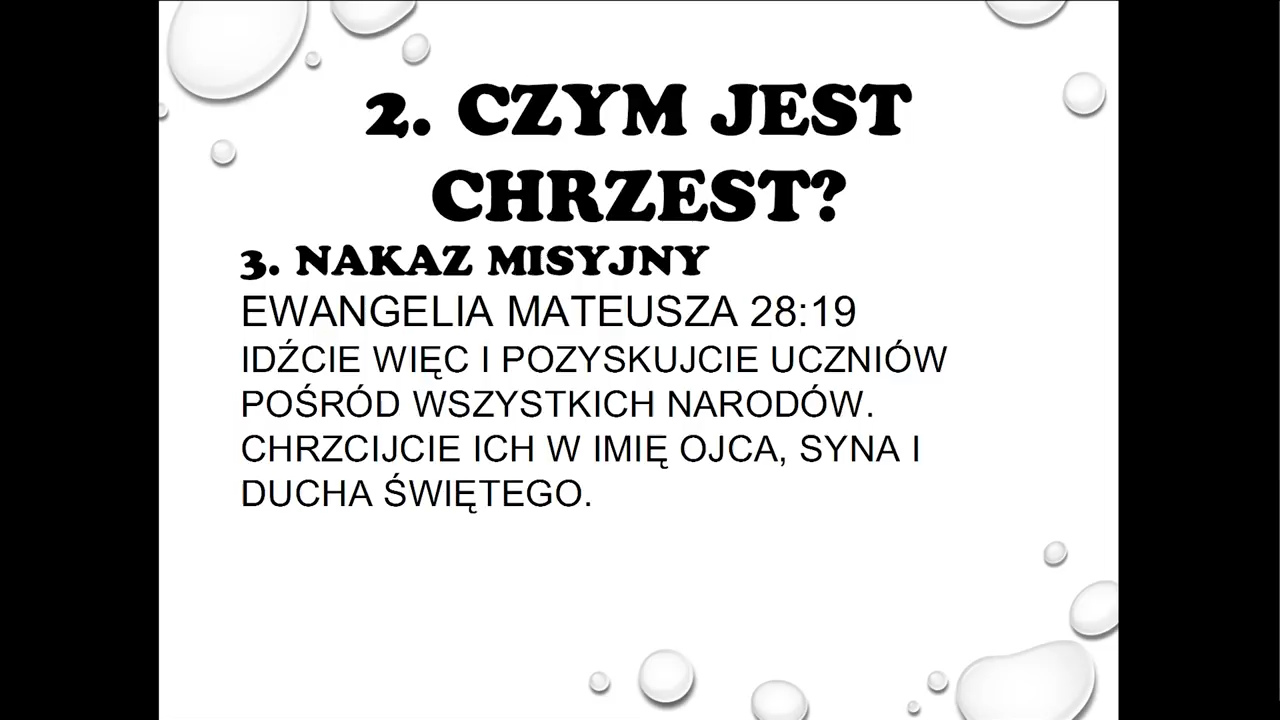 2. CZYM JEST
CHRZEST?
3. NAKAZ MISYJNY
EWANGELIA MATEUSZA 28:19
IDŹCIE WIĘC I POZYSKUJCIE UCZNIÓW
POŚRÓD WSZYSTKICH NARODÓW.
CHRZCIJCIE ICH W IMIĘ OJCA, SYNA I
DUCHA ŚWIĘTEGO.